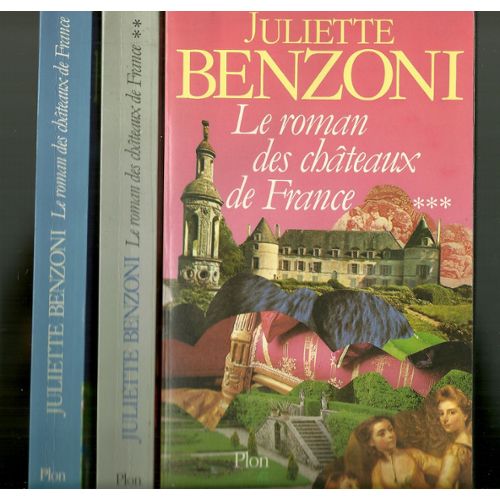 JULIETTE BENZONI Le roman des châteaux de France
Plon
JULIETTE BENZONI Le roman des châteaux de France **
Plon
JULIETTE
BENZONI
Le roman
des châteaux
de France
***
Plon